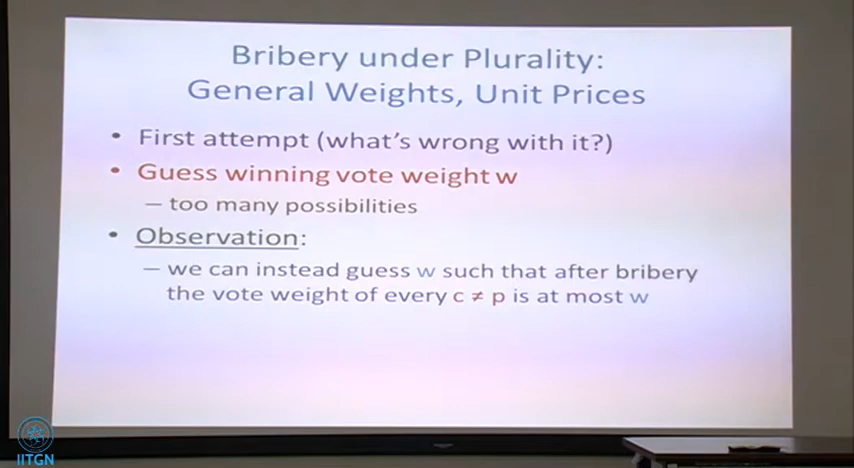 Bribery under Plurality:
General Weights, Unit Prices
• First attempt (what's wrong with it?)
• Guess winning vote weight w
– too many possibilities
• Observation:
– we can instead guess w such that after bribery
the vote weight of every c ≠ p is at most w
IITGN